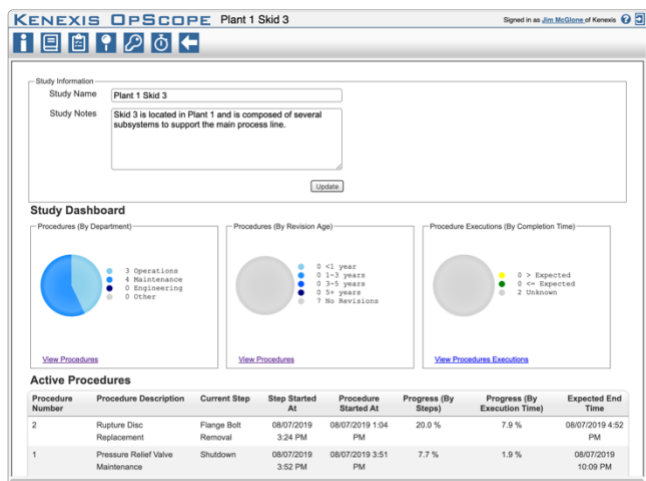 KENEXIS OPSCOPE Plant 1 Skid 3
Signed in as Jim McGlone of Kenexis
Study Information
Study Name Plant 1 Skid 3
Study Notes Skid 3 is located in Plant 1 and is composed of several
subsystems to support the main process line.
Update
Study Dashboard
Procedures (By Department)
3 Operations
4 Maintenance
0 Engineering
0 Other
View Procedures
Procedures (By Revision Age)
0 <1 year
0 1-3 years
0 3-5 years
0 5+ years
7 No Revisions
View Procedures
Procedure Executions (By Completion Time)
0 > Expected
0 <= Expected
2 Unknown
View Procedures Executions
Active Procedures
Procedure Number Procedure Description Current Step Step Started At Procedure Started At Progress (By Steps) Progress (By Execution Time) Expected End Time
2 Rupture Disc Replacement Flange Bolt Removal 08/07/2019 3:24 PM 08/07/2019 1:04 PM 20.0 % 7.9 % 08/07/2019 4:52 PM
1 Pressure Relief Valve Maintenance Shutdown 08/07/2019 3:52 PM 08/07/2019 3:51 PM 7.7 % 1.9 % 08/07/2019 10:09 PM